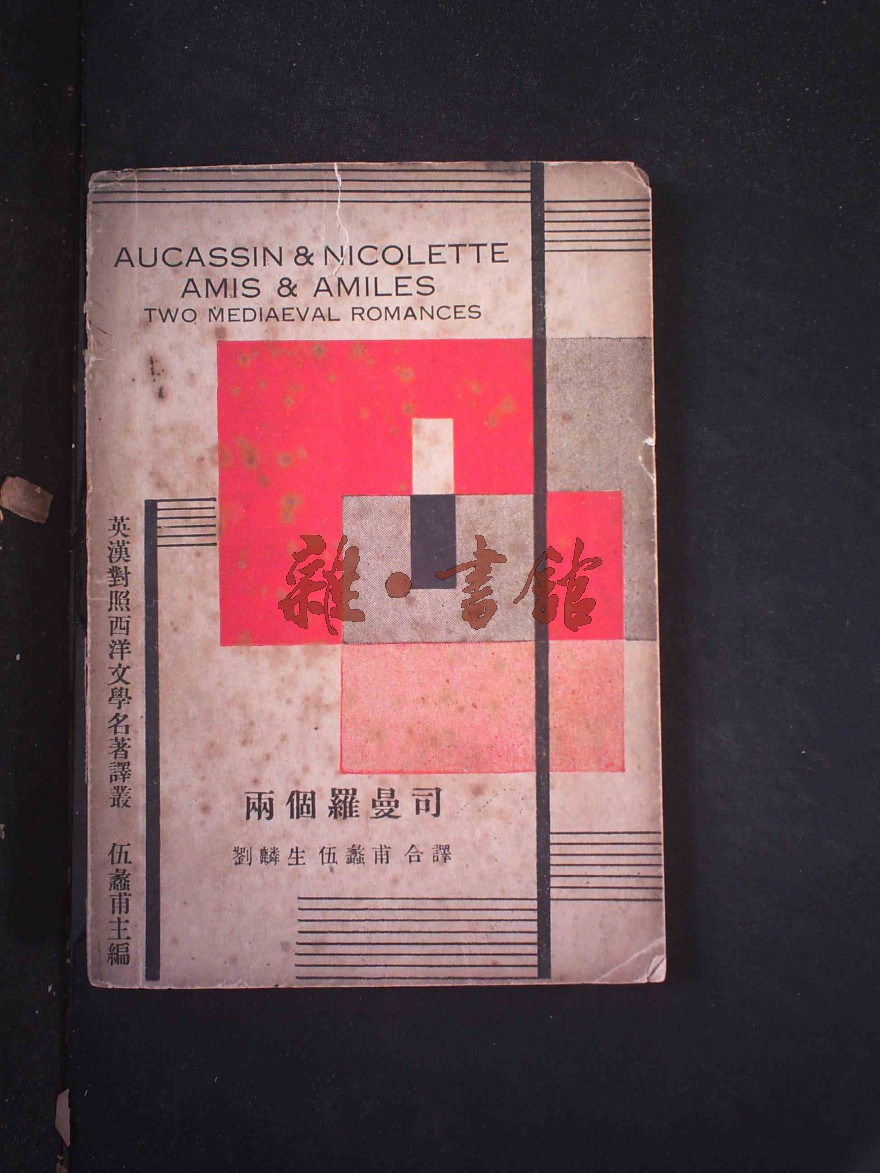 AUCASSIN & NICOLETTE
AMIS & AMILES
TWO MEDIAEVAL ROMANCES
英漢對照西洋文學名著譯叢 伍蠡甫主編
雜·書館
兩個羅曼司
劉麟生 伍蠡甫 合譯